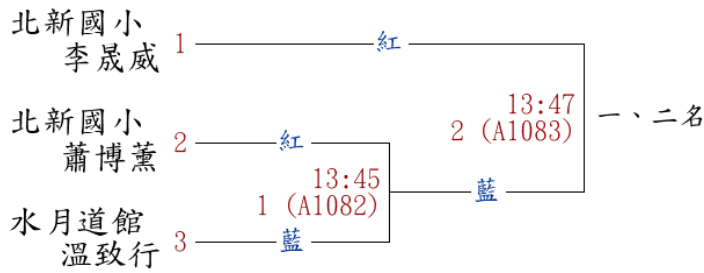 北新國小
李晟威
1
紅
13:47
2 (A1083)
一、二名
北新國小
蕭博薰
2
紅
13:45
1 (A1082)
藍
水月道館
溫致行
3
藍